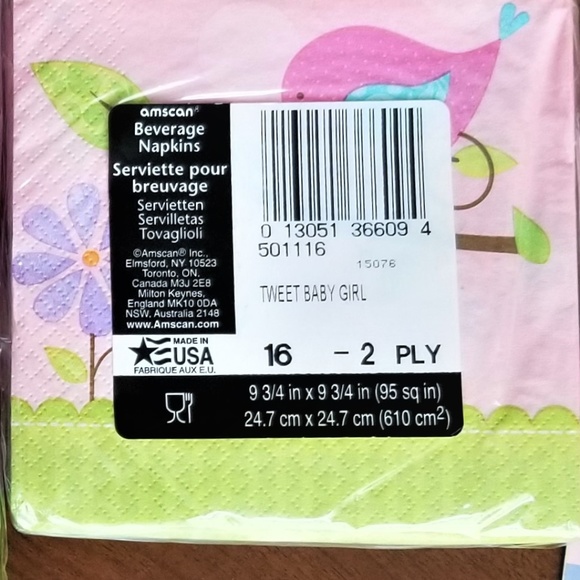 amscan®
Beverage
Napkins
Serviette pour
breuvage
Servietten
Servilletas
Tovaglioli
©Amscan® Inc.,
Elmsford, NY 10523
Toronto, ON,
Canada M3J 2E8
Milton Keynes,
England MK10 0DA
NSW, Australia 2148
www.Amscan.com
MADE IN
USA
FABRIQUE AUX E.U.
0 13051 36609 4
501116
15076
TWEET BABY GIRL
16 - 2 PLY
9 3/4 in x 9 3/4 in (95 sq in)
24.7 cm x 24.7 cm (610 cm²)